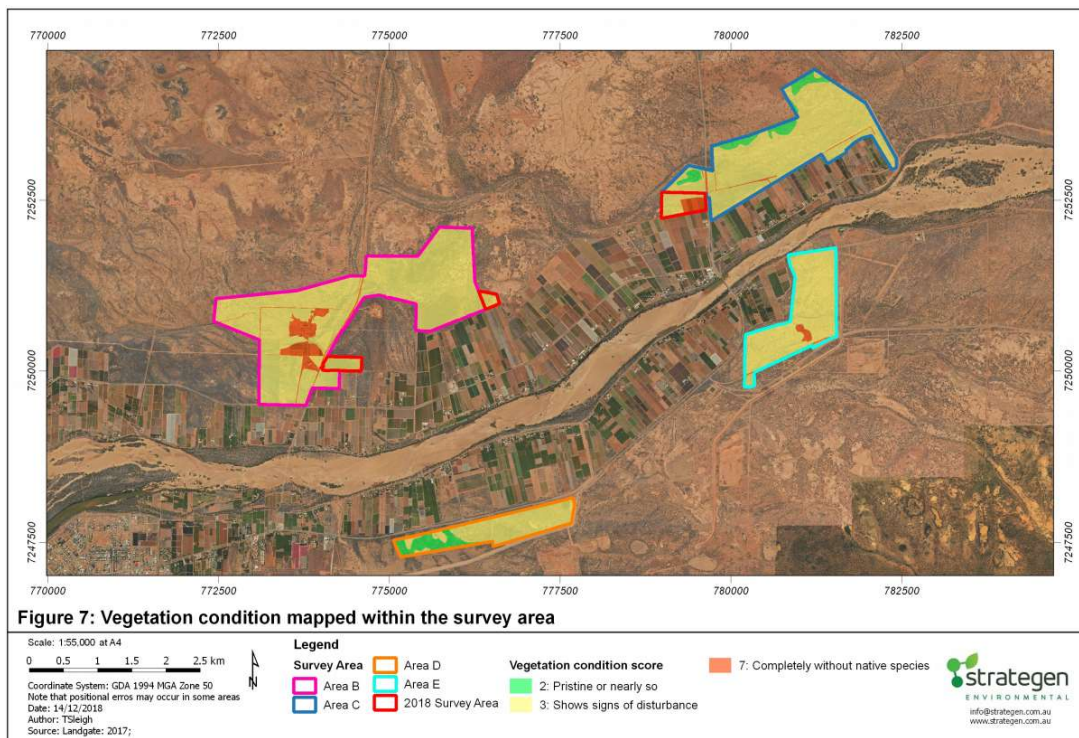 770000 772500 775000 777500 780000 782500
7252500 7252500
7250000 7250000
7247500 7247500
770000 772500 775000 777500 780000 782500
Figure 7: Vegetation condition mapped within the survey area
Scale: 1:55,000 at A4
0 0.5 1 1.5 2 2.5 km
Coordinate System: GDA 1994 MGA Zone 50
Note that positional erros may occur in some areas
Date: 14/12/2018
Author: TSleigh
Source: Landgate: 2017;
N
Legend
Survey Area
Area B
Area C
Area D
Area E
2018 Survey Area
Vegetation condition score
2: Pristine or nearly so
3: Shows signs of disturbance
7: Completely without native species
strategen
ENVIRONMENTAL
info@strategen.com.au
www.strategen.com.au